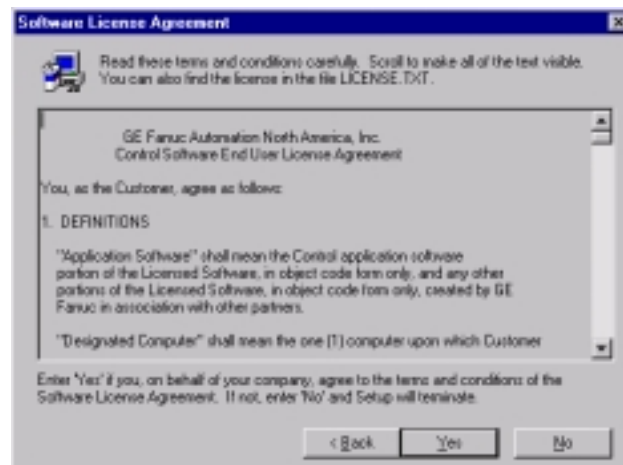 Software License Agreement
Read these terms and conditions carefully. Scroll to make all of the text visible.
You can also find the license in the file LICENSE.TXT.
GE Fanuc Automation North America, Inc.
Control Software End User License Agreement
You, as the Customer, agree as follows:
1. DEFINITIONS
"Application Software" shall mean the Control application software
portion of the Licensed Software, in object code form only, and any other
portions of the Licensed Software, in object code form only, created by GE
Fanuc in association with other partners.
"Designated Computer" shall mean the one (1) computer upon which Customer
Enter 'Yes' if you, on behalf of your company, agree to the terms and conditions of the
Software License Agreement. If not, enter 'No' and Setup will terminate.
< Back
Yes
No